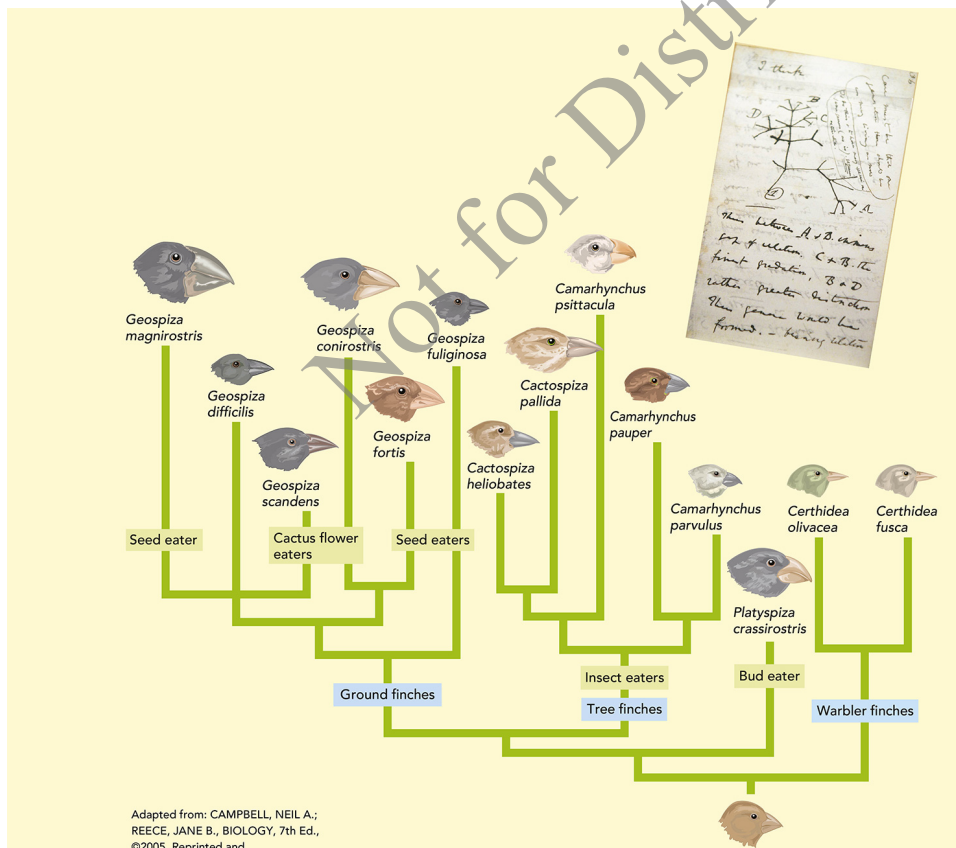 Not for Distri
I think
B
D
C
A
Geospiza
magnirostris
Geospiza
conirostris
Geospiza
fuliginosa
Camarhynchus
psittacula
Geospiza
difficilis
Geospiza
fortis
Cactospiza
pallida
Camarhynchus
pauper
Geospiza
scandens
Cactospiza
heliobates
Camarhynchus
parvulus
Certhidea
olivacea
Certhidea
fusca
Seed eater
Cactus flower
eaters
Seed eaters
Platyspiza
crassirostris
Insect eaters
Bud eater
Ground finches
Tree finches
Warbler finches
Adapted from: CAMPBELL, NEIL A.;
REECE, JANE B., BIOLOGY, 7th Ed.,
©2005. Reprinted and